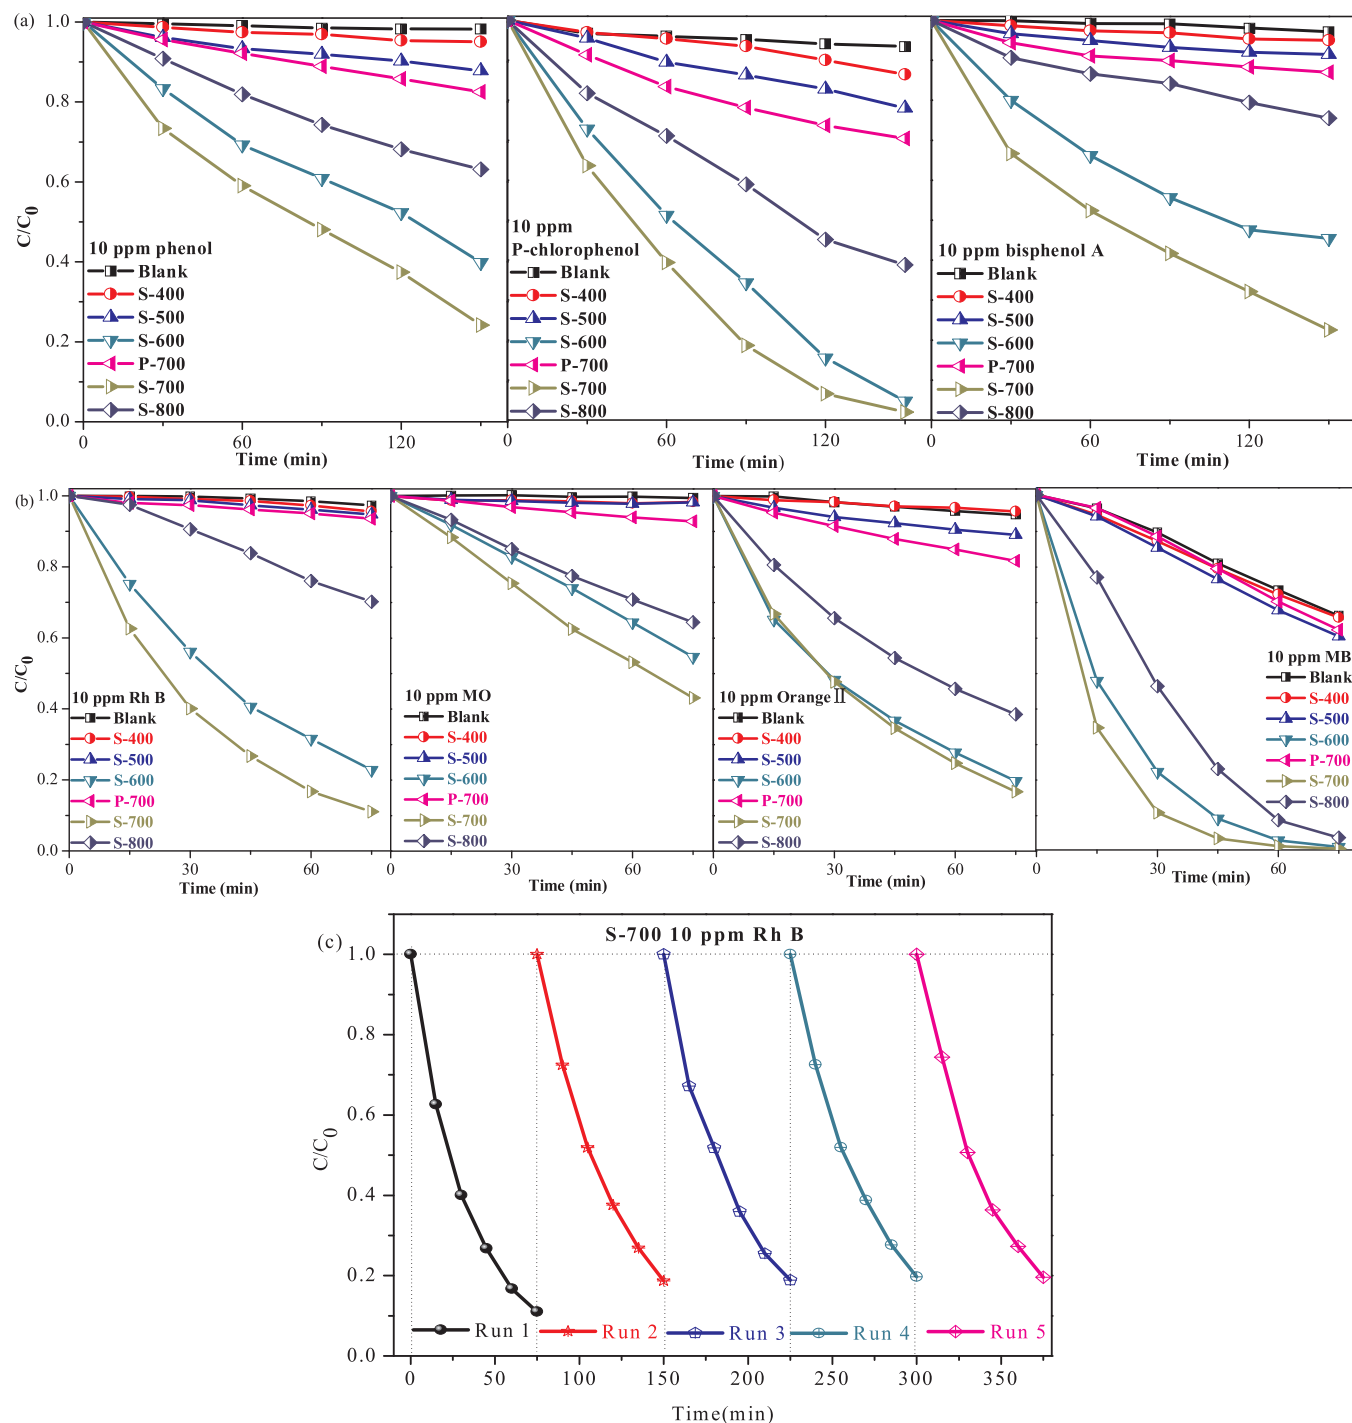 (a)
1.0
0.8
0.6
0.4
0.2
0.0
C/C0
10 ppm phenol
Blank
S-400
S-500
S-600
P-700
S-700
S-800
0 60 120
Time (min)
10 ppm
P-chlorophenol
Blank
S-400
S-500
S-600
P-700
S-700
S-800
0 60 120
Time (min)
10 ppm bisphenol A
Blank
S-400
S-500
S-600
P-700
S-700
S-800
0 60 120
Time (min)
(b)
1.0
0.8
0.6
0.4
0.2
0.0
C/C0
10 ppm Rh B
Blank
S-400
S-500
S-600
P-700
S-700
S-800
0 30 60
Time (min)
10 ppm MO
Blank
S-400
S-500
S-600
P-700
S-700
S-800
0 30 60
Time (min)
10 ppm Orange II
Blank
S-400
S-500
S-600
P-700
S-700
S-800
0 30 60
Time (min)
10 ppm MB
Blank
S-400
S-500
S-600
P-700
S-700
S-800
0 30 60
Time (min)
(c)
S-700 10 ppm Rh B
1.0
0.8
0.6
0.4
0.2
0.0
C/C0
Run 1 Run 2 Run 3 Run 4 Run 5
0 50 100 150 200 250 300 350
Time(min)